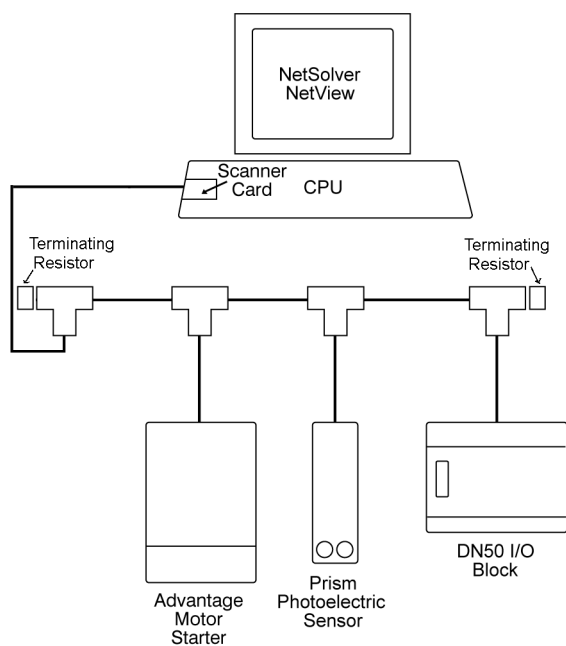 NetSolver
NetView
Scanner
Card
CPU
Terminating
Resistor
Terminating
Resistor
Advantage
Motor
Starter
Prism
Photoelectric
Sensor
DN50 I/O
Block